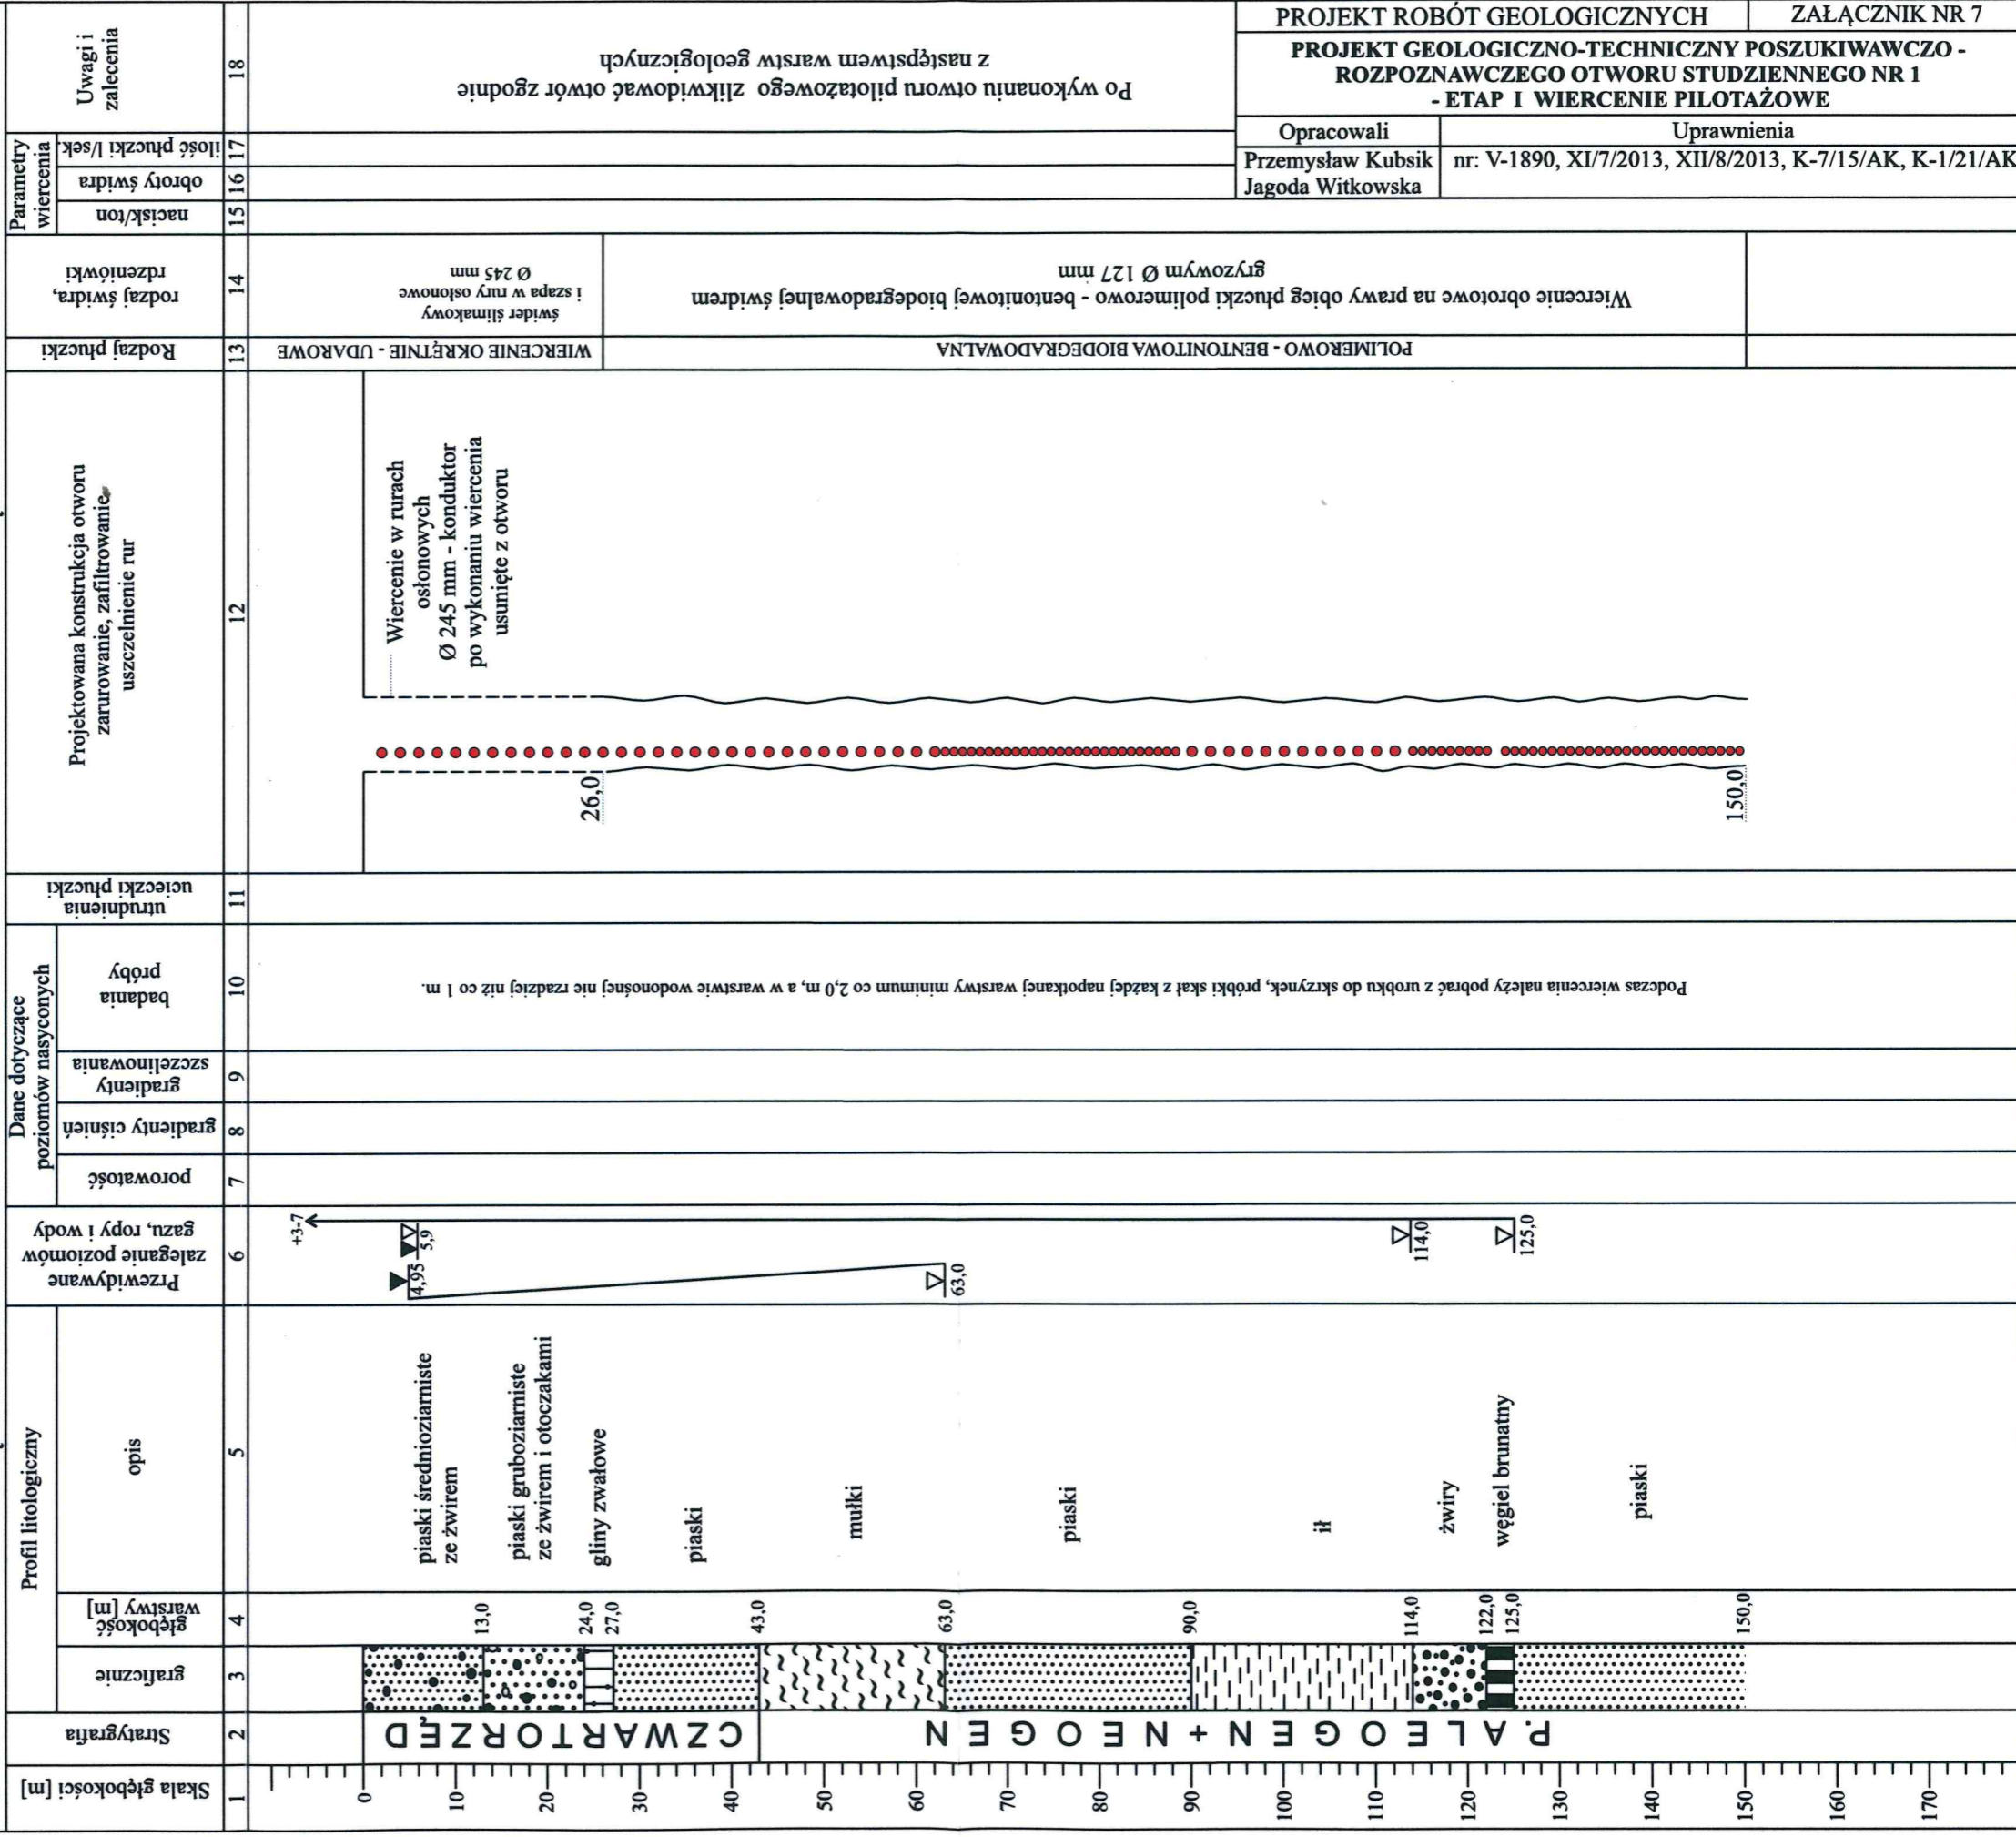 PROJEKT ROBÓT GEOLOGICZNYCH
ZAŁĄCZNIK NR 7
PROJEKT GEOLOGICZNO-TECHNICZNY POSZUKIWAWCZO -
ROZPOZNAWCZEGO OTWORU STUDZIENNEGO NR 1
- ETAP I WIERCENIE PILOTAŻOWE
Opracowali
Uprawnienia
Przemysław Kubsik
Jagoda Witkowska
nr: V-1890, XI/7/2013, XII/8/2013, K-7/15/AK, K-1/21/AK
Skala głębokości [m]
1
0
10
20
30
40
50
60
70
80
90
100
110
120
130
140
150
160
170
Stratygrafia
2
CZWARTORZĘD
P.ALEOGEN+NEOGEN
Profil litologiczny
graficznie
3
głębokość
warstwy [m]
4
13,0
24,0
27,0
43,0
63,0
90,0
114,0
122,0
125,0
150,0
opis
5
piaski średnioziarniste
ze żwirem
piaski gruboziarniste
ze żwirem i otoczakami
gliny zwałowe
piaski
mułki
piaski
ił
żwiry
węgiel brunatny
piaski
Przewidywane
zaleganie poziomów
gazu, ropy i wody
6
+3-7
4,95
5,9
63,0
114,0
125,0
Dane dotyczące
poziomów nasyconych
porowatość
7
gradienty ciśnień
8
gradienty
szczelinowania
9
badania
próby
10
Podczas wiercenia należy pobrać z urobku do skrzynek, próbki skał z każdej napotkanej warstwy minimum co 2,0 m, a w warstwie wodonośnej nie rzadziej niż co 1 m.
utrudnienia
ucieczki płuczki
11
Projektowana konstrukcja otworu
zarurowanie, zafiltrowanie
uszczelnienie rur
12
Wiercenie w rurach
osłonowych
Ø 245 mm - konduktor
po wykonaniu wiercenia
usunięte z otworu
26,0
150,0
Rodzaj płuczki
13
WIERCENIE OKRĘTNIE - UDAROWE
POLIMEROWO - BENTONITOWA BIODEGRADOWALNA
rodzaj świdra,
rdzeniówki
14
świder ślimakowy
i szapa w rury osłonowe
Ø 245 mm
Wiercenie obrotowe na prawy obieg płuczki polimerowo - bentonitowej biodegradowalnej świdrem
gryzowym Ø 127 mm
Parametry
wiercenia
nacisk/ton
15
obroty świdra
16
ilość płuczki l/sek.
17
Uwagi i
zalecenia
18
Po wykonaniu otworu pilotażowego zlikwidować otwór zgodnie
z następstwem warstw geologicznych